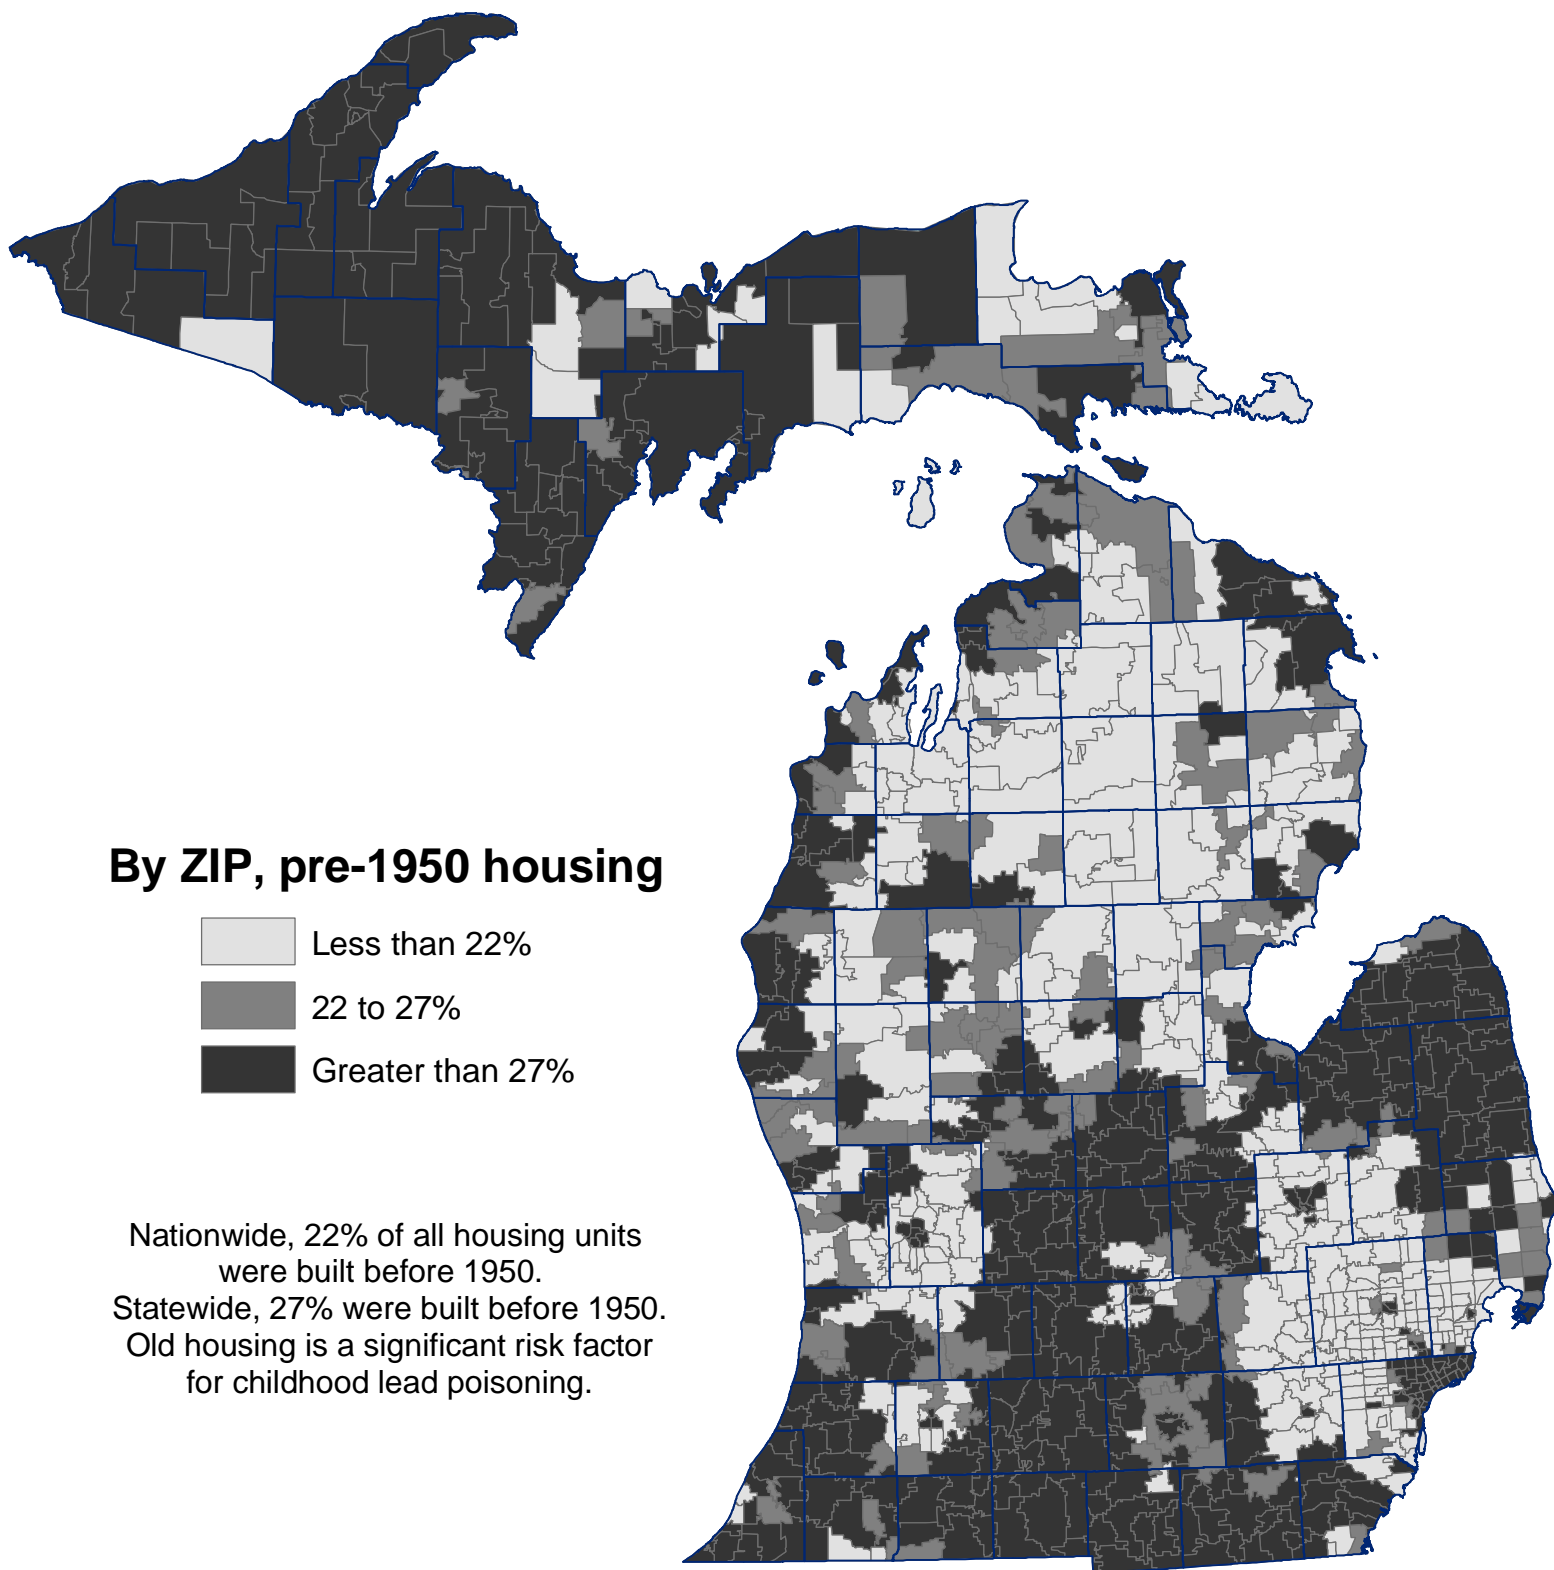 By ZIP, pre-1950 housing
Less than 22%
22 to 27%
Greater than 27%
Nationwide, 22% of all housing units
were built before 1950.
Statewide, 27% were built before 1950.
Old housing is a significant risk factor
for childhood lead poisoning.